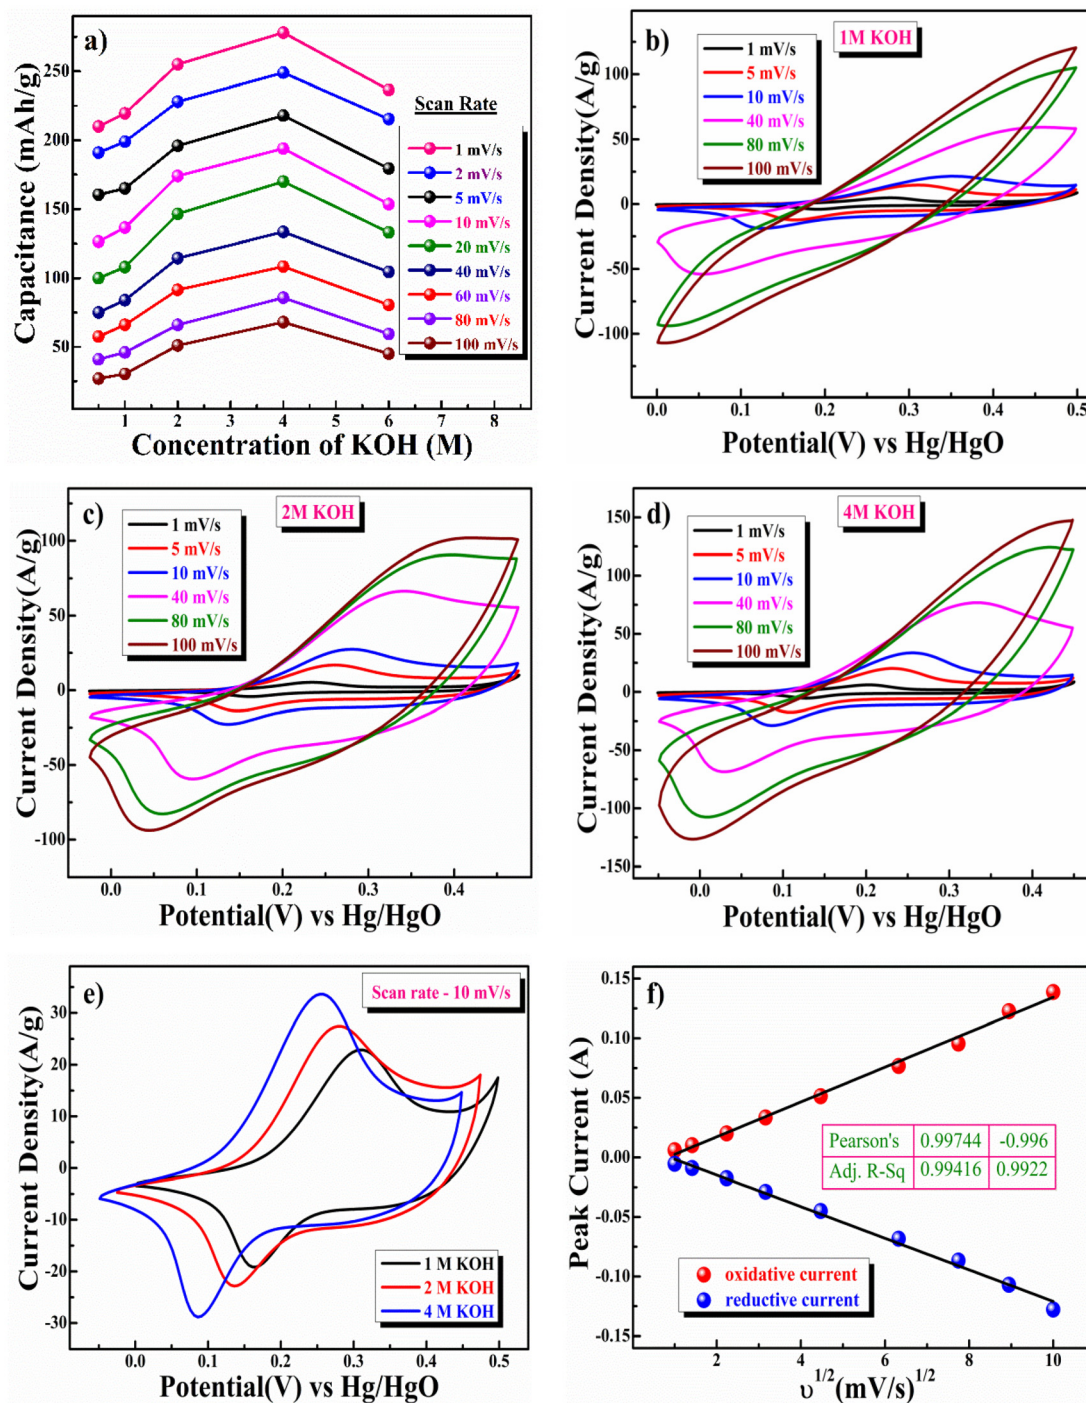 a)
Capacitance (mAh/g)
250
200
150
100
50
1 2 3 4 5 6 7 8
Concentration of KOH (M)
Scan Rate
1 mV/s
2 mV/s
5 mV/s
10 mV/s
20 mV/s
40 mV/s
60 mV/s
80 mV/s
100 mV/s
b)
1M KOH
1 mV/s
5 mV/s
10 mV/s
40 mV/s
80 mV/s
100 mV/s
Current Density(A/g)
100
50
0
-50
-100
0.0 0.1 0.2 0.3 0.4 0.5
Potential(V) vs Hg/HgO
c)
2M KOH
1 mV/s
5 mV/s
10 mV/s
40 mV/s
80 mV/s
100 mV/s
Current Density(A/g)
100
50
0
-50
-100
0.0 0.1 0.2 0.3 0.4
Potential(V) vs Hg/HgO
d)
4M KOH
1 mV/s
5 mV/s
10 mV/s
40 mV/s
80 mV/s
100 mV/s
Current Density(A/g)
150
100
50
0
-50
-100
-150
0.0 0.1 0.2 0.3 0.4
Potential(V) vs Hg/HgO
e)
Scan rate - 10 mV/s
Current Density(A/g)
30
20
10
0
-10
-20
-30
0.0 0.1 0.2 0.3 0.4 0.5
1 M KOH
2 M KOH
4 M KOH
Potential(V) vs Hg/HgO
f)
Peak Current (A)
0.15
0.10
0.05
0.00
-0.05
-0.10
-0.15
Pearson's 0.99744 -0.996
Adj. R-Sq 0.99416 0.9922
oxidative current
reductive current
2 4 6 8 10
υ^1/2(mV/s)^1/2